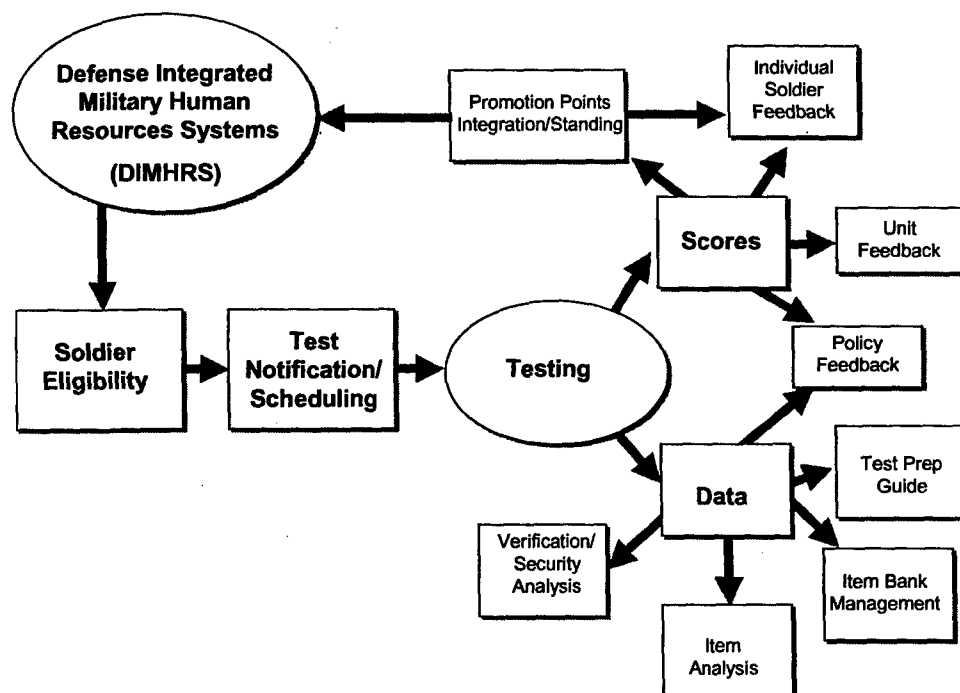 Defense Integrated
Military Human
Resources Systems
(DIMHRS)
Promotion Points
Integration/Standing
Individual
Soldier
Feedback
Scores
Unit
Feedback
Soldier
Eligibility
Test
Notification/
Scheduling
Testing
Policy
Feedback
Data
Test Prep
Guide
Verification/
Security
Analysis
Item Bank
Management
Item
Analysis